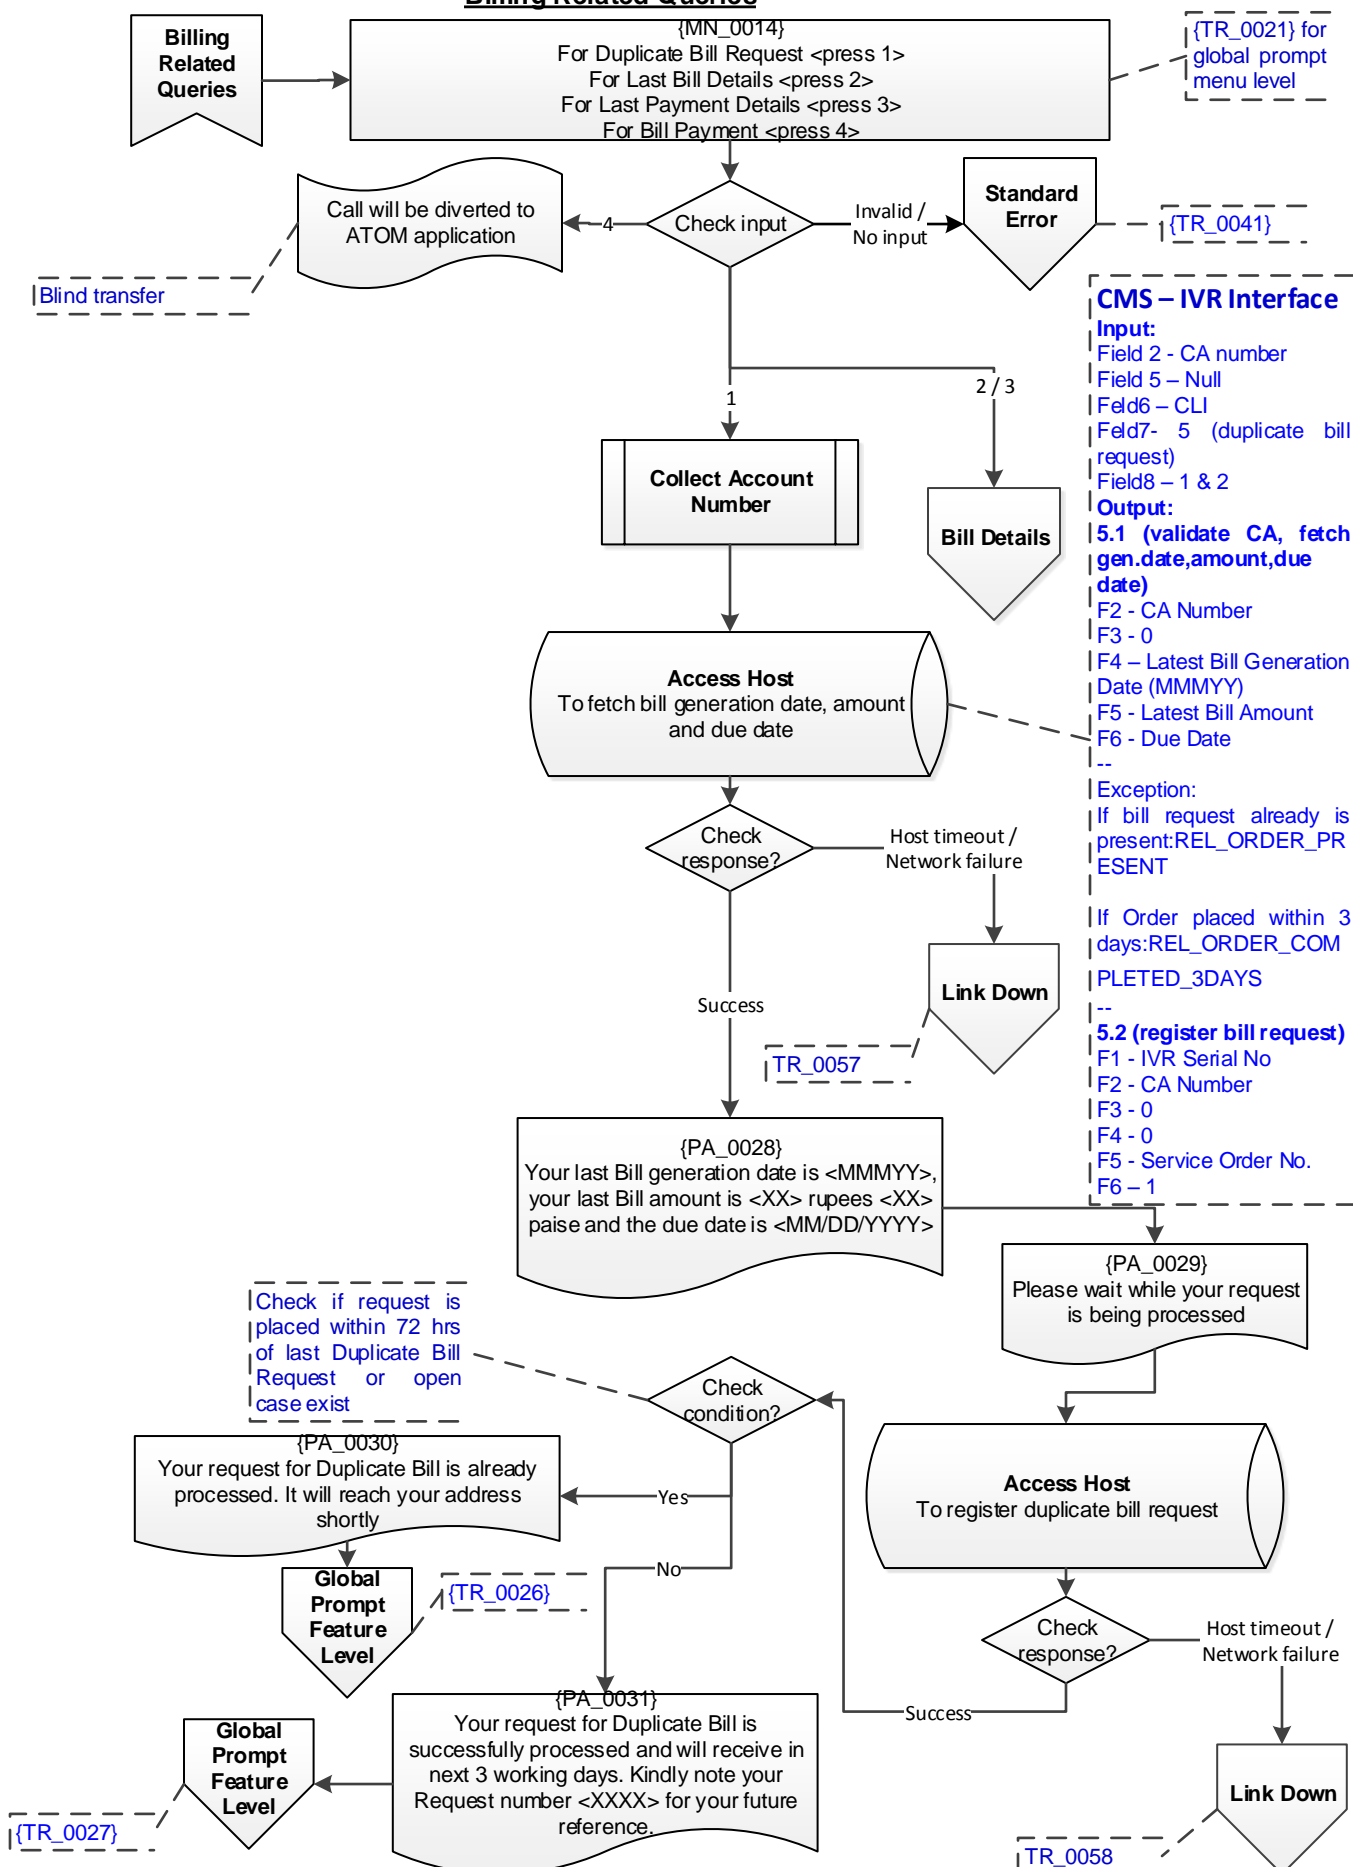 Billing Related Queries
Billing
Related
Queries
{MN_0014}
For Duplicate Bill Request <press 1>
For Last Bill Details <press 2>
For Last Payment Details <press 3>
For Bill Payment <press 4>
{TR_0021} for
global prompt
menu level
Call will be diverted to
ATOM application
4
Check input
Invalid /
No input
Standard
Error
{TR_0041}
Blind transfer
CMS – IVR Interface
Input:
Field 2 - CA number
Field 5 – Null
Feld6 – CLI
Feld7- 5 (duplicate bill
request)
Field8 – 1 & 2
Output:
5.1 (validate CA, fetch
gen.date,amount,due
date)
F2 - CA Number
F3 - 0
F4 – Latest Bill Generation
Date (MMMYY)
F5 - Latest Bill Amount
F6 - Due Date
--
Exception:
If bill request already is
present:REL_ORDER_PR
ESENT
If Order placed within 3
days:REL_ORDER_COM
PLETED_3DAYS
--
5.2 (register bill request)
F1 - IVR Serial No
F2 - CA Number
F3 - 0
F4 - 0
F5 - Service Order No.
F6 – 1
1
2 / 3
Collect Account
Number
Bill Details
Access Host
To fetch bill generation date, amount
and due date
Check
response?
Host timeout /
Network failure
Link Down
Success
TR_0057
{PA_0028}
Your last Bill generation date is <MMMYY>,
your last Bill amount is <XX> rupees <XX>
paise and the due date is <MM/DD/YYYY>
{PA_0029}
Please wait while your request
is being processed
Check if request is
placed within 72 hrs
of last Duplicate Bill
Request or open
case exist
Check
condition?
{PA_0030}
Your request for Duplicate Bill is already
processed. It will reach your address
shortly
Yes
Access Host
To register duplicate bill request
No
Global
Prompt
Feature
Level
{TR_0026}
Check
response?
Host timeout /
Network failure
Success
{PA_0031}
Your request for Duplicate Bill is
successfully processed and will receive in
next 3 working days. Kindly note your
Request number <XXXX> for your future
reference.
Global
Prompt
Feature
Level
{TR_0027}
Link Down
TR_0058